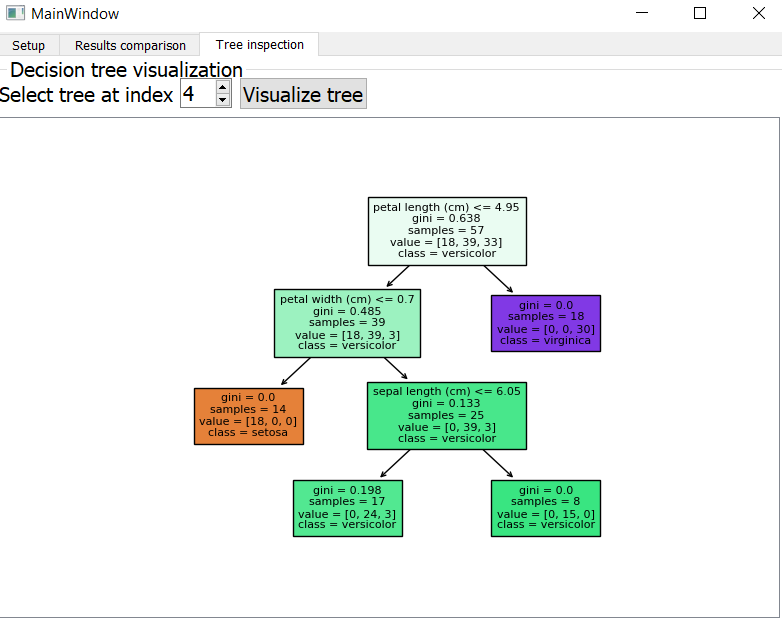 MainWindow
Setup
Results comparison
Tree inspection
Decision tree visualization
Select tree at index 4 Visualize tree
petal length (cm) <= 4.95
gini = 0.638
samples = 57
value = [18, 39, 33]
class = versicolor
petal width (cm) <= 0.7
gini = 0.485
samples = 39
value = [18, 39, 3]
class = versicolor
gini = 0.0
samples = 18
value = [0, 0, 30]
class = virginica
gini = 0.0
samples = 14
value = [18, 0, 0]
class = setosa
sepal length (cm) <= 6.05
gini = 0.133
samples = 25
value = [0, 39, 3]
class = versicolor
gini = 0.198
samples = 17
value = [0, 24, 3]
class = versicolor
gini = 0.0
samples = 8
value = [0, 15, 0]
class = versicolor